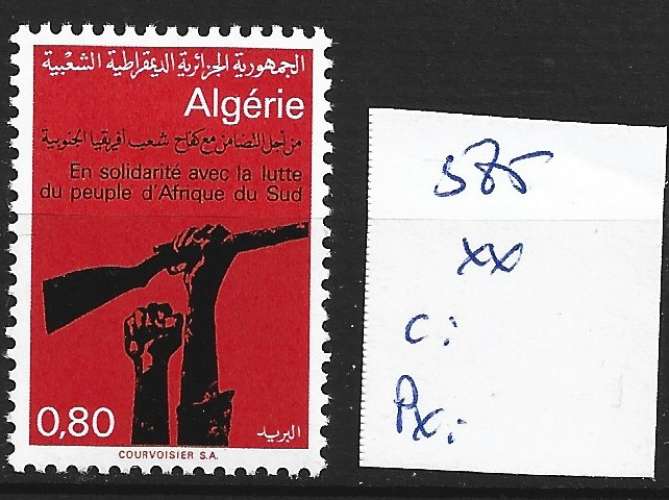 الجمهورية الجزائرية الديمقراطية الشعبية
Algérie
من أجل التضامن مع كفاح شعب أفريقيا الجنوبية
En solidarité avec la lutte
du peuple d'Afrique du Sud
0,80
البريد
COURVOISIER S.A.
585
xx
C:
Px: